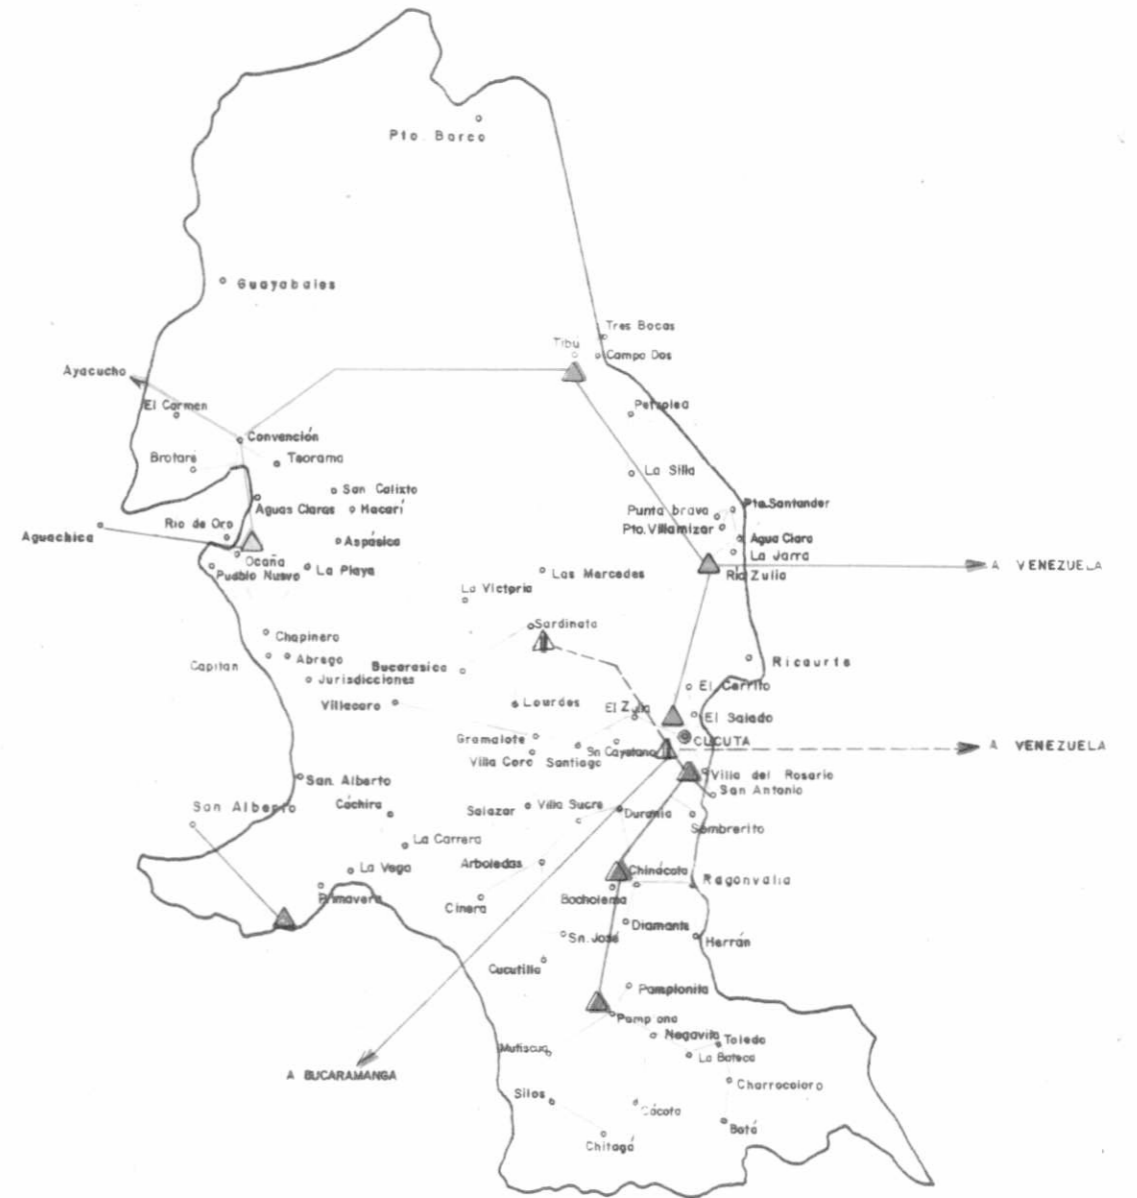 Pto. Barco
Guayabales
Tres Bocas
Tibú
Campo Dos
Ayacucho
Petrolea
El Carmen
Convención
Brotaré
Teorama
La Silla
San Calixto
Aguas Claras
Hacarí
Pto. Santander
Punta brava
Rio de Oro
Pto. Villamizar
Aguachica
Aspásica
Agua Clara
La Jarra
Ocaña
Pueblo Nuevo
La Playa
Las Mercedes
Río Zulia
A VENEZUELA
La Victoria
Sardinata
Chapinero
Capitan
Abrego
Bucarasica
Ricaurte
Jurisdicciones
El Cerrito
Villacaro
Lourdes
El Zulia
El Salado
Gramalote
CUCUTA
Sn Cayetano
A VENEZUELA
Villa Caro
Santiago
San. Alberto
Villa del Rosario
San Antonio
San Alberto
Cáchira
Salazar
Villa Sucre
Durania
Sombrerito
La Carrera
Arboledas
La Vega
Chinácota
Ragonvalia
Primavera
Cinera
Bochalema
Diamante
Sn. José
Herrán
Cucutilla
Pamplonita
Pamplona
Negavita
Toledo
Mutiscua
La Bateca
A BUCARAMANGA
Charrocoloro
Silos
Cácota
Batá
Chitagá